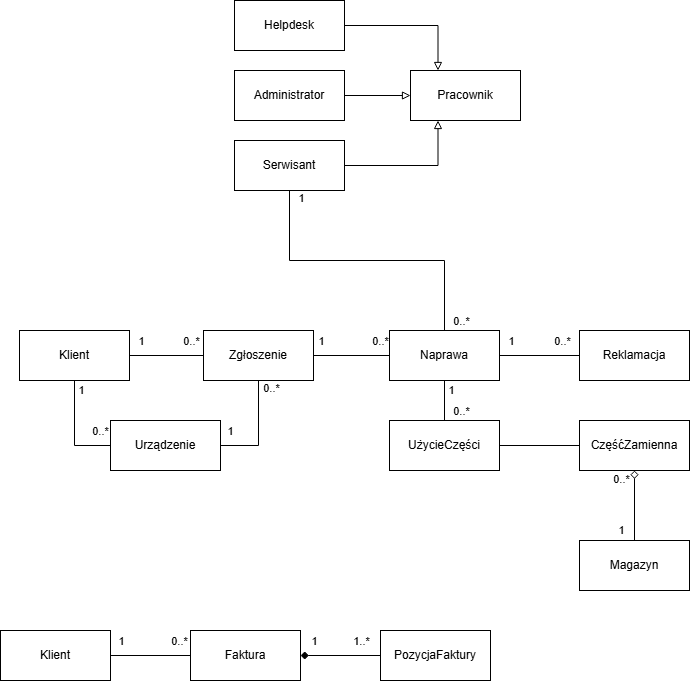 Helpdesk
Administrator
Pracownik
Serwisant
1
0..*
Klient
1
0..*
Zgłoszenie
1
0..*
Naprawa
1
0..*
Reklamacja
1
0..*
1
0..*
0..*
Urządzenie
1
UżycieCzęści
CzęśćZamienna
0..*
1
Magazyn
Klient
1
0..*
Faktura
1
1..*
PozycjaFaktury